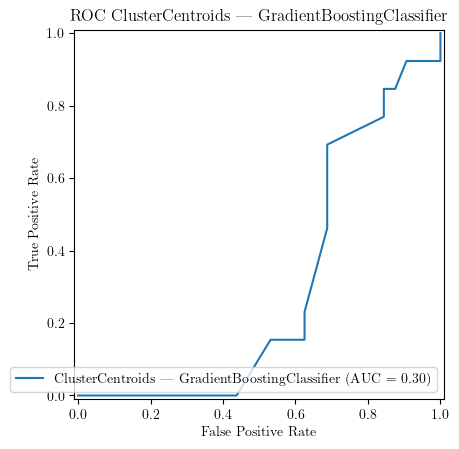 ROC ClusterCentroids — GradientBoostingClassifier
1.0
0.8
0.6
0.4
0.2
0.0
True Positive Rate
ClusterCentroids — GradientBoostingClassifier (AUC = 0.30)
0.0 0.2 0.4 0.6 0.8 1.0
False Positive Rate